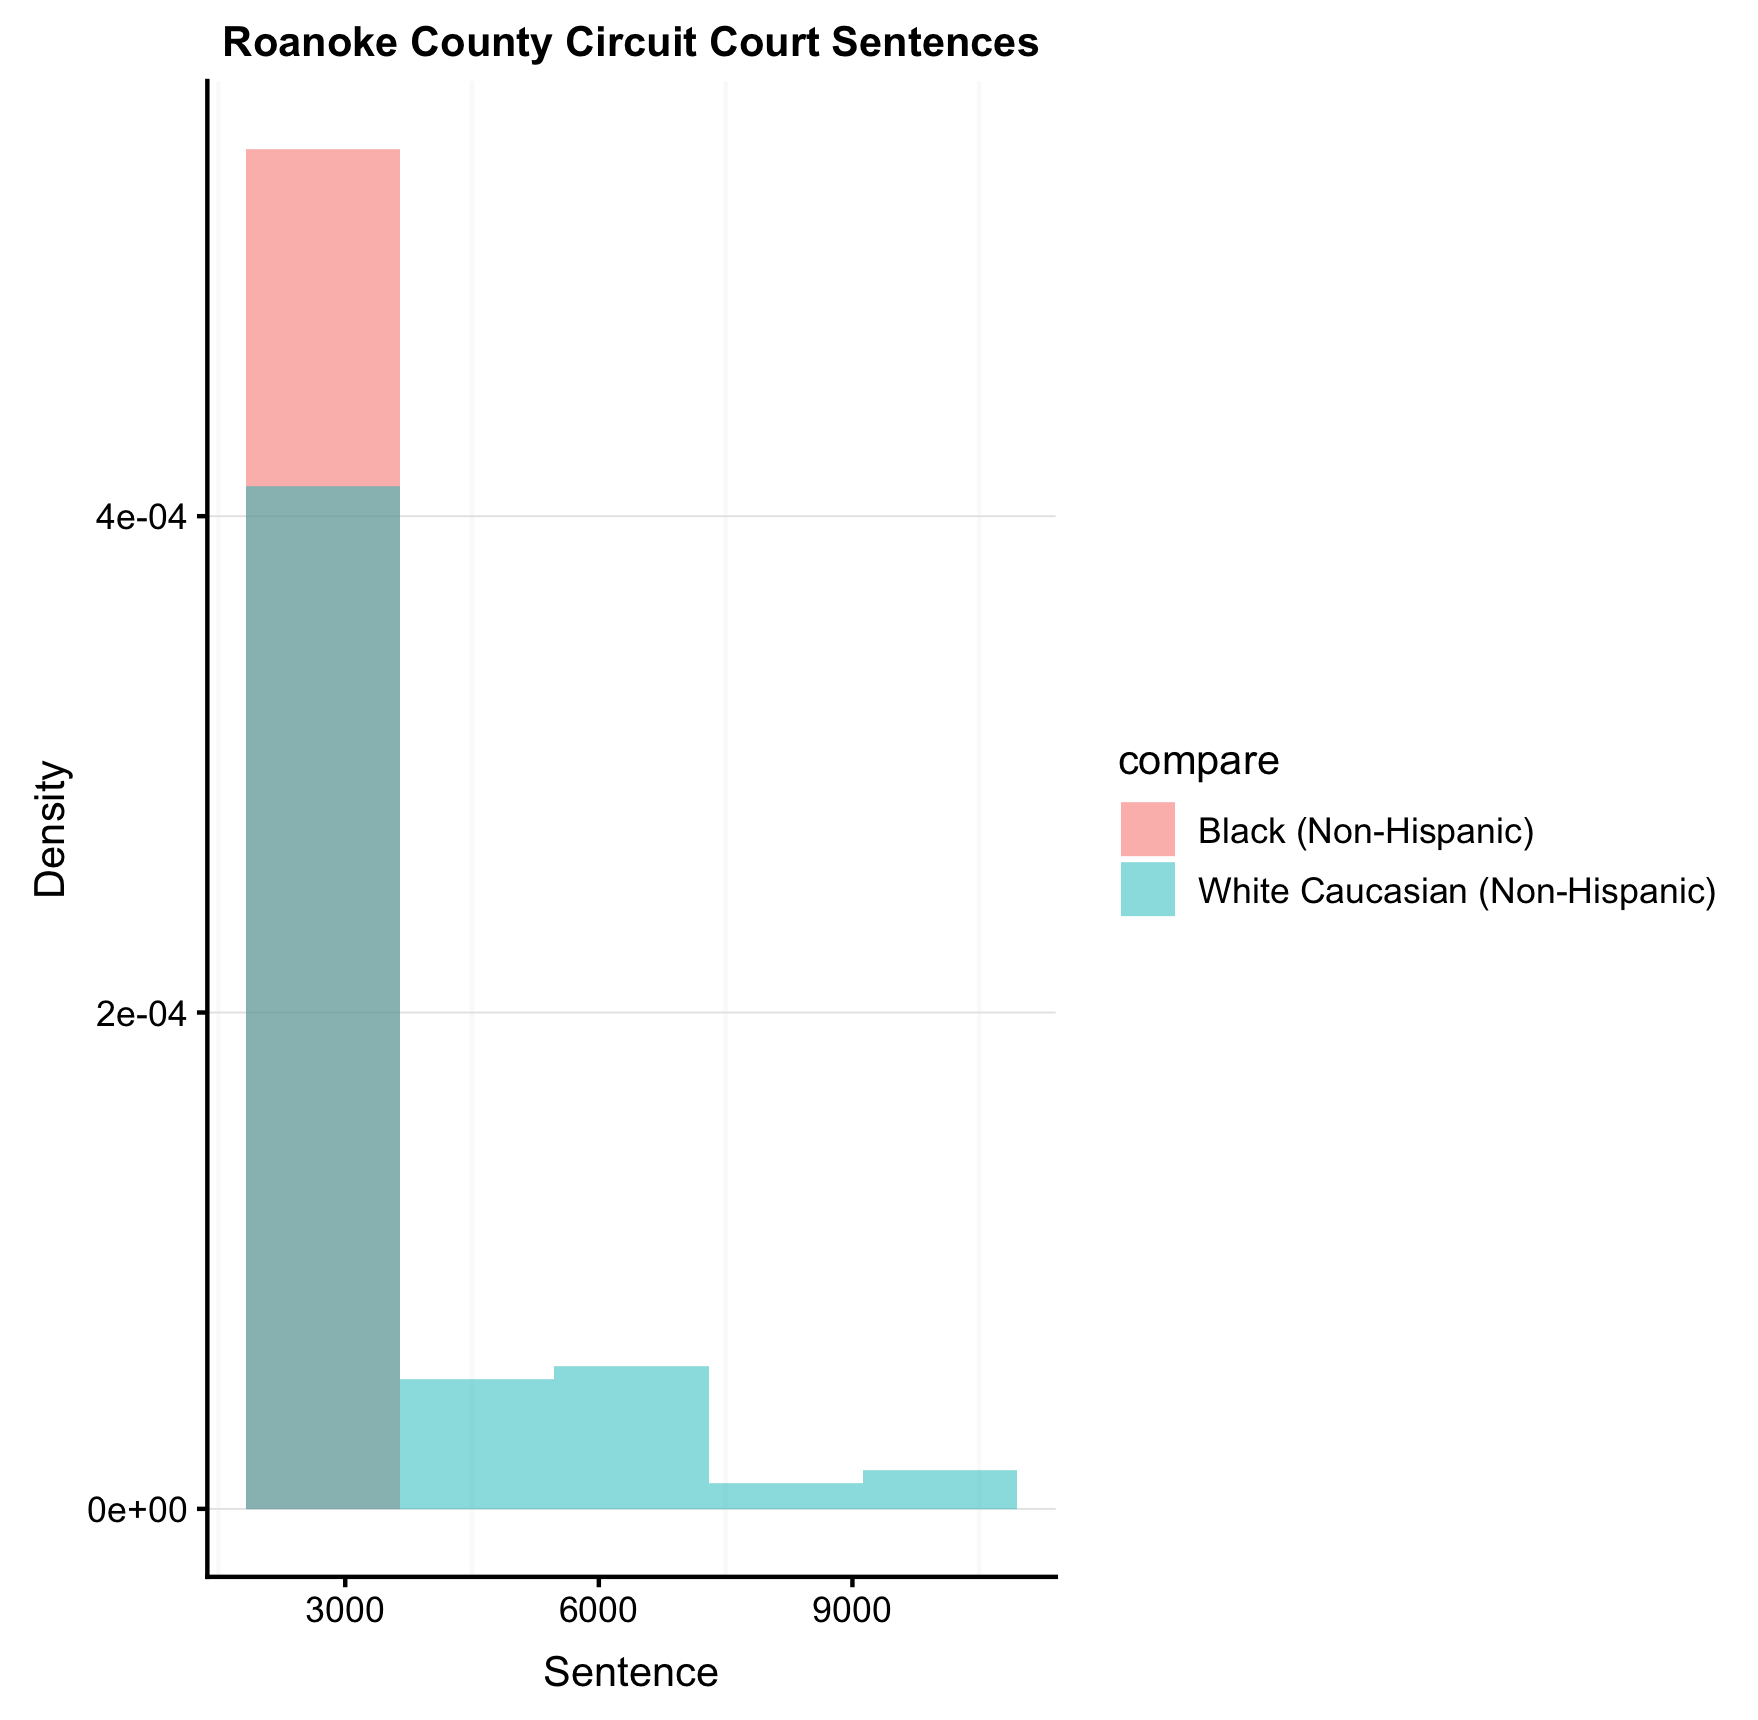 Roanoke County Circuit Court Sentences
4e-04
2e-04
0e+00
Density
3000 6000 9000
Sentence
compare
Black (Non-Hispanic)
White Caucasian (Non-Hispanic)